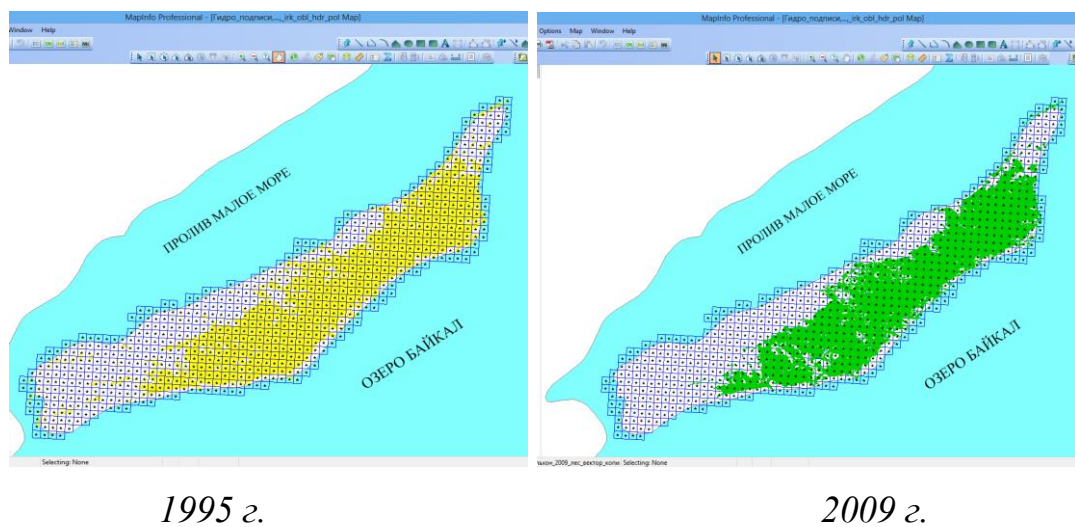 MapInfo Professional - [Гидро_подписи,...,_irk_obl_hdr_pol Map]
Window Help
ПРОЛИВ МАЛОЕ МОРЕ
ОЗЕРО БАЙКАЛ
Selecting: None
MapInfo Professional - [Гидро_подписи,...,_irk_obl_hdr_pol Map]
Options Map Window Help
ПРОЛИВ МАЛОЕ МОРЕ
ОЗЕРО БАЙКАЛ
Selecting: None
1995 г.
2009 г.